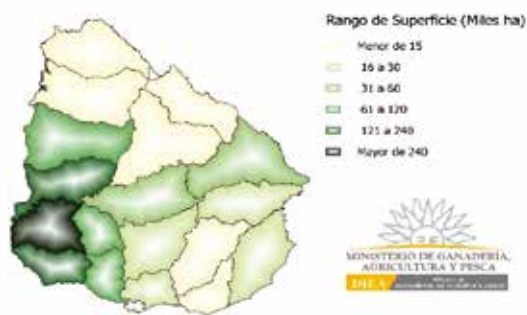 Rango de Superficie (Miles ha)
Menor de 15
16 a 30
31 a 60
61 a 120
121 a 240
Mayor de 240
MINISTERIO DE GANADERÍA,
AGRICULTURA Y PESCA
DIEA